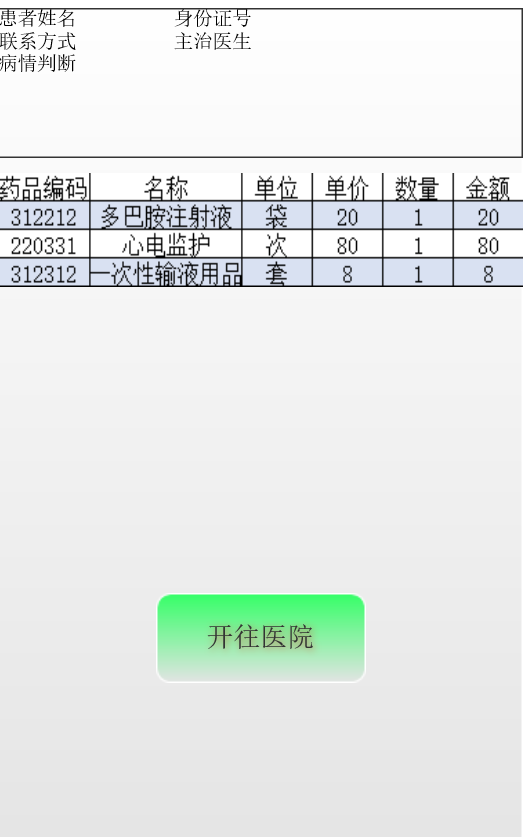 患者姓名 身份证号
联系方式 主治医生
病情判断
药品编码 名称 单位 单价 数量 金额
312212 多巴胺注射液 袋 20 1 20
220331 心电监护 次 80 1 80
312312 一次性输液用品 套 8 1 8
开往医院